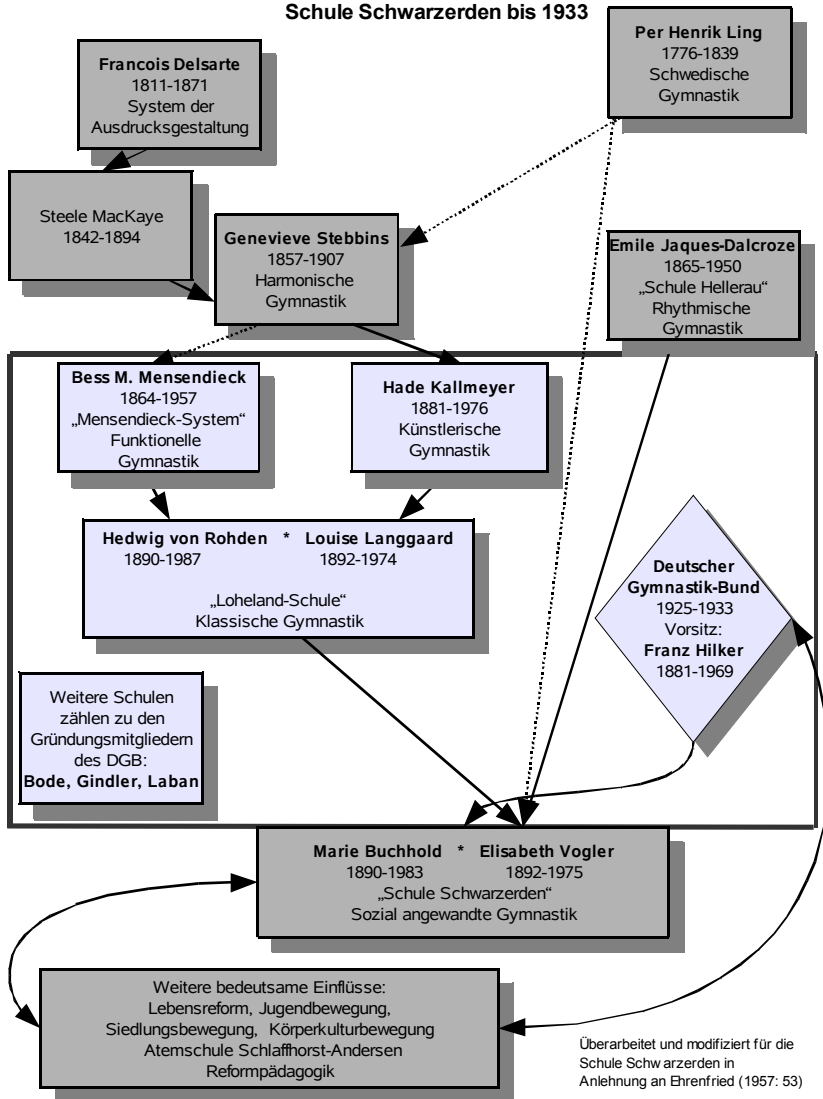 Schule Schwarzerden bis 1933
Per Henrik Ling
1776-1839
Schwedische
Gymnastik
Francois Delsarte
1811-1871
System der
Ausdrucksgestaltung
Steele MacKaye
1842-1894
Genevieve Stebbins
1857-1907
Harmonische
Gymnastik
Emile Jaques-Dalcroze
1865-1950
„Schule Hellerau“
Rhythmische
Gymnastik
Bess M. Mensendieck
1864-1957
„Mensendieck-System“
Funktionelle
Gymnastik
Hade Kallmeyer
1881-1976
Künstlerische
Gymnastik
Hedwig von Rohden * Louise Langgaard
1890-1987 1892-1974
„Loheland-Schule“
Klassische Gymnastik
Deutscher
Gymnastik-Bund
1925-1933
Vorsitz:
Franz Hilker
1881-1969
Weitere Schulen
zählen zu den
Gründungsmitgliedern
des DGB:
Bode, Gindler, Laban
Marie Buchhold * Elisabeth Vogler
1890-1983 1892-1975
„Schule Schwarzerden“
Sozial angewandte Gymnastik
Weitere bedeutsame Einflüsse:
Lebensreform, Jugendbewegung,
Siedlungsbewegung, Körperkulturbewegung
Atemschule Schlaffhorst-Andersen
Reformpädagogik
Überarbeitet und modifiziert für die
Schule Schwarzerden in
Anlehnung an Ehrenfried (1957: 53)